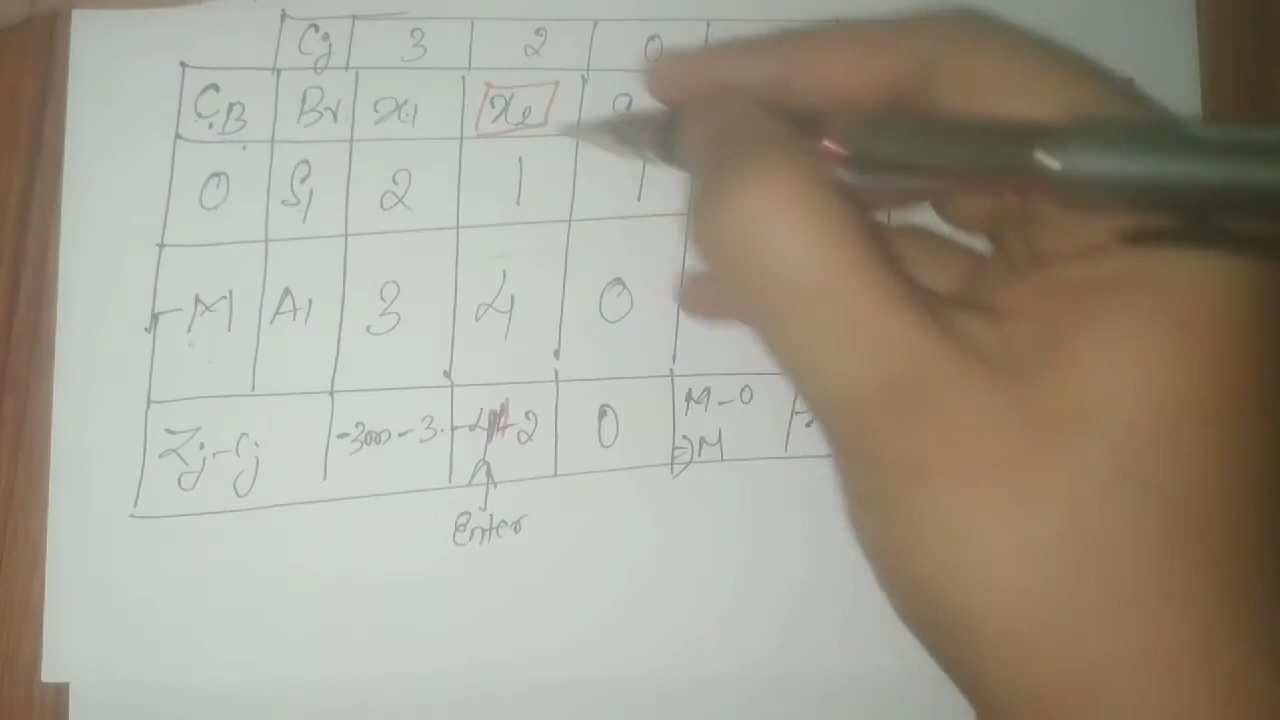 Cj 3 2 0
CB Bv x1 x2
0 S1 2 1 1
-M A1 3 4 0
Zj-Cj -3m-3 -4M-2 0 M-0
⇒M
Enter